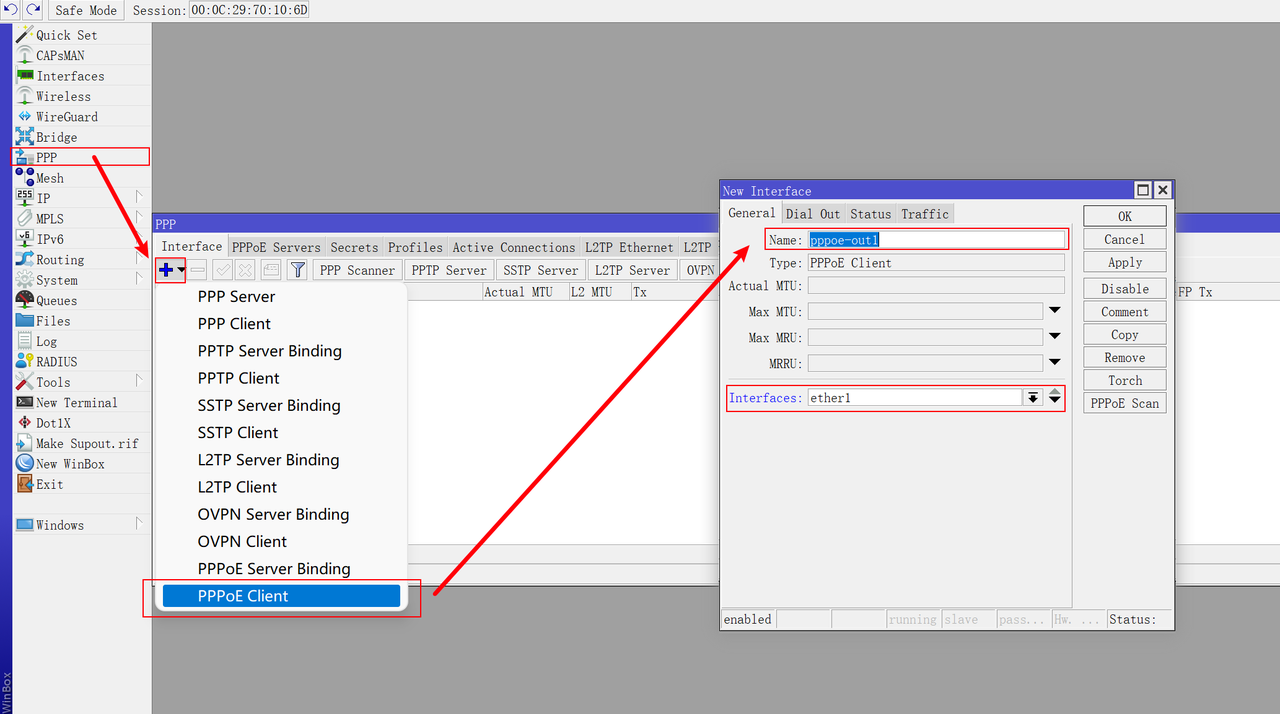 Safe Mode Session: 00:0C:29:70:10:6D
Quick Set
CAPsMAN
Interfaces
Wireless
WireGuard
Bridge
PPP
Mesh
IP
MPLS
IPv6
Routing
System
Queues
Files
Log
RADIUS
Tools
New Terminal
Dot1X
Make Supout.rif
New WinBox
Exit
Windows
WinBox
PPP
Interface PPPoE Servers Secrets Profiles Active Connections L2TP Ethernet L2TP
PPP Scanner PPTP Server SSTP Server L2TP Server OVPN
Actual MTU L2 MTU Tx FP Tx
PPP Server
PPP Client
PPTP Server Binding
PPTP Client
SSTP Server Binding
SSTP Client
L2TP Server Binding
L2TP Client
OVPN Server Binding
OVPN Client
PPPoE Server Binding
PPPoE Client
New Interface
General Dial Out Status Traffic
Name: pppoe-out1
Type: PPPoE Client
Actual MTU:
Max MTU:
Max MRU:
MRRU:
Interfaces: ether1
OK
Cancel
Apply
Disable
Comment
Copy
Remove
Torch
PPPoE Scan
enabled running slave pass... Hw. ... Status: